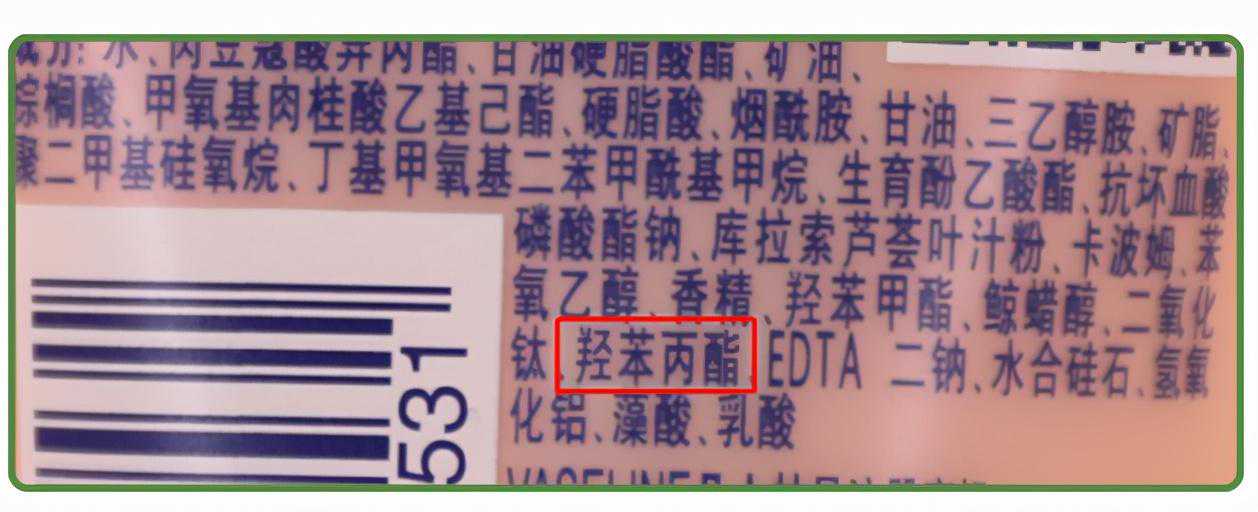 成分: 水、肉豆蔻酸异丙酯、甘油硬脂酸酯、矿油、
棕榈酸、甲氧基肉桂酸乙基己酯、硬脂酸、烟酰胺、甘油、三乙醇胺、矿脂、
聚二甲基硅氧烷、丁基甲氧基二苯甲酰基甲烷、生育酚乙酸酯、抗坏血酸
磷酸酯钠、库拉索芦荟叶汁粉、卡波姆、苯
氧乙醇、香精、羟苯甲酯、鲸蜡醇、二氧化
钛、羟苯丙酯、EDTA 二钠、水合硅石、氢氧
化铝、藻酸、乳酸
VASELINE
531